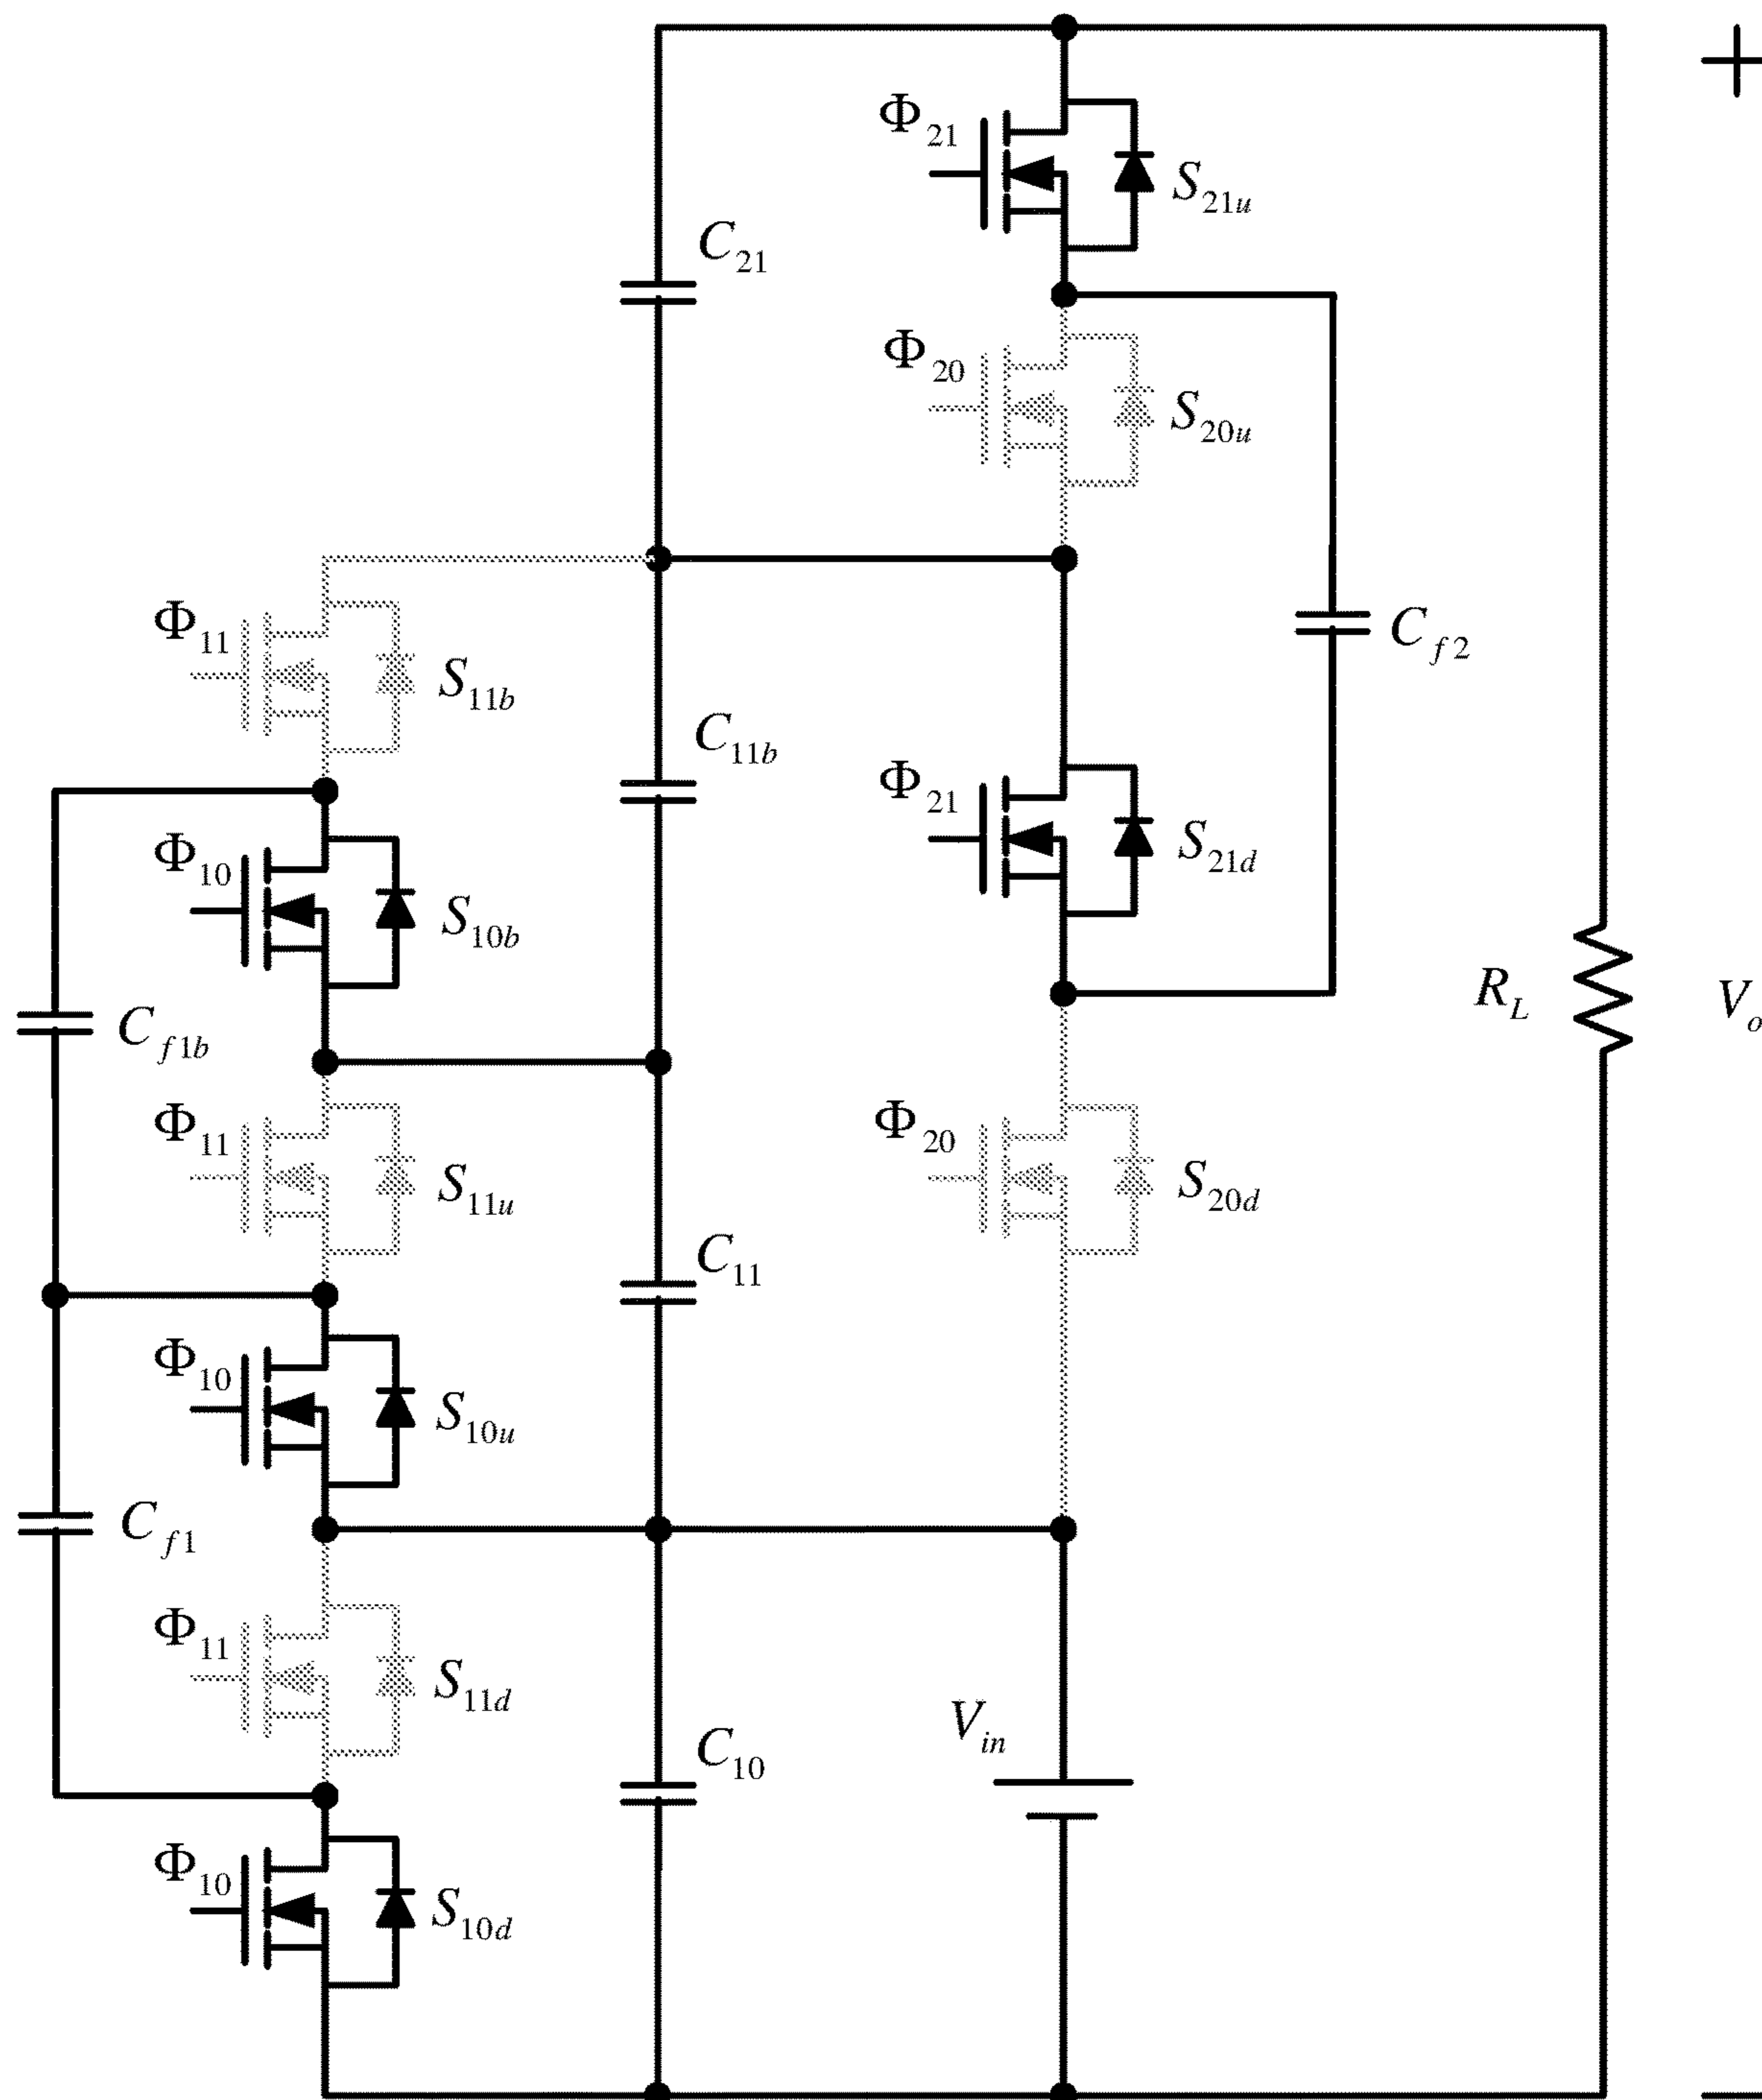 +
Φ21
S21u
C21
Φ20
S20u
Φ11
S11b
Cf2
C11b
Φ21
S21d
Φ10
S10b
RL
Vo
Cf1b
Φ11
S11u
Φ20
S20d
C11
Φ10
S10u
Cf1
Φ11
S11d
Vin
C10
Φ10
S10d